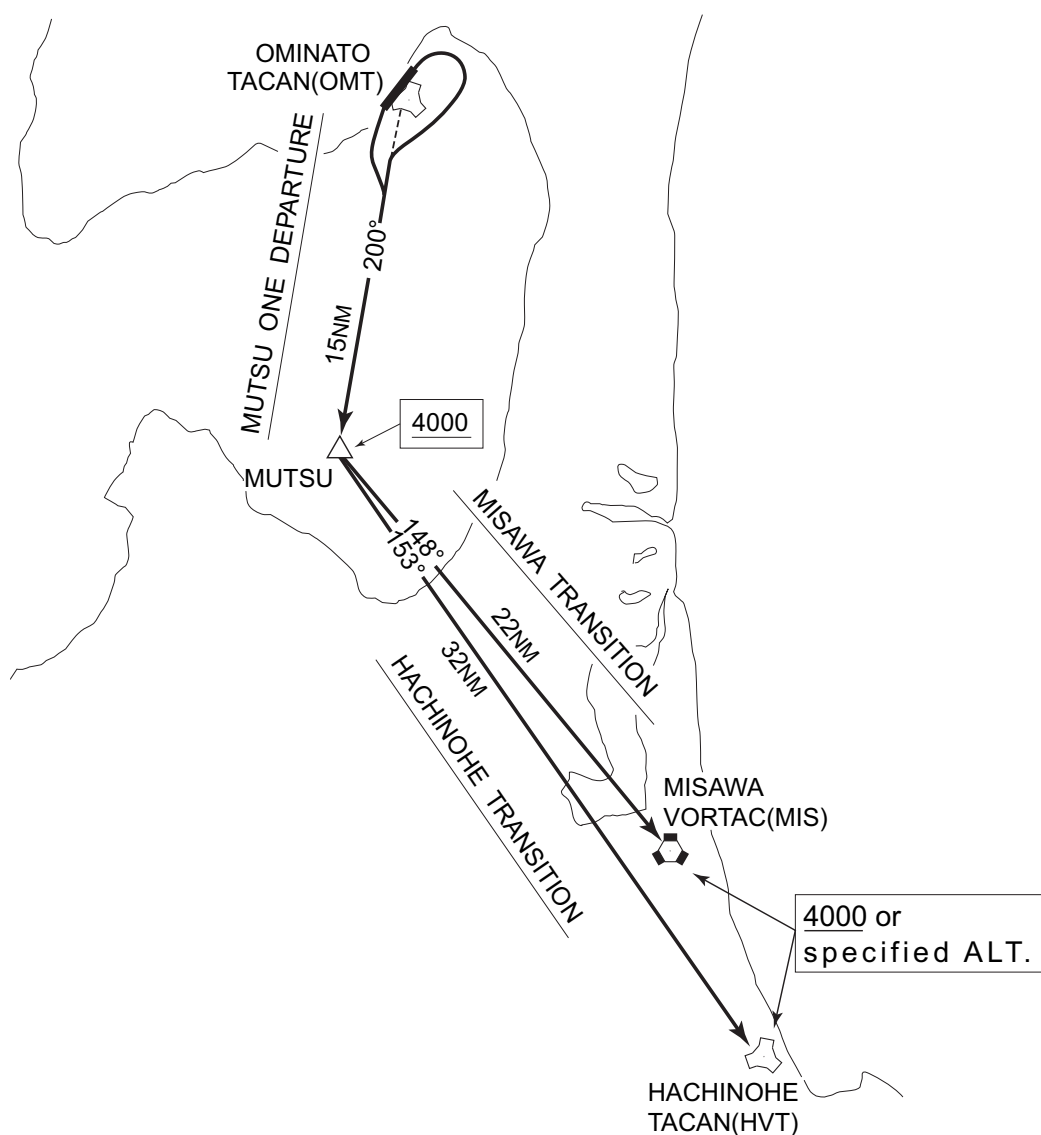 OMINATO
TACAN(OMT)
MUTSU ONE DEPARTURE
200°
15NM
4000
MUTSU
148°
153°
MISAWA TRANSITION
22NM
32NM
HACHINOHE TRANSITION
MISAWA
VORTAC(MIS)
4000 or
specified ALT.
HACHINOHE
TACAN(HVT)